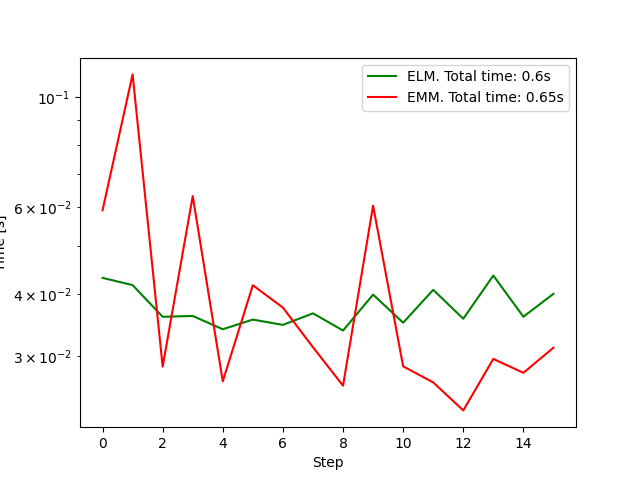 ELM. Total time: 0.6s
EMM. Total time: 0.65s
10⁻¹
6 × 10⁻²
4 × 10⁻²
3 × 10⁻²
[s]
0 2 4 6 8 10 12 14
Step